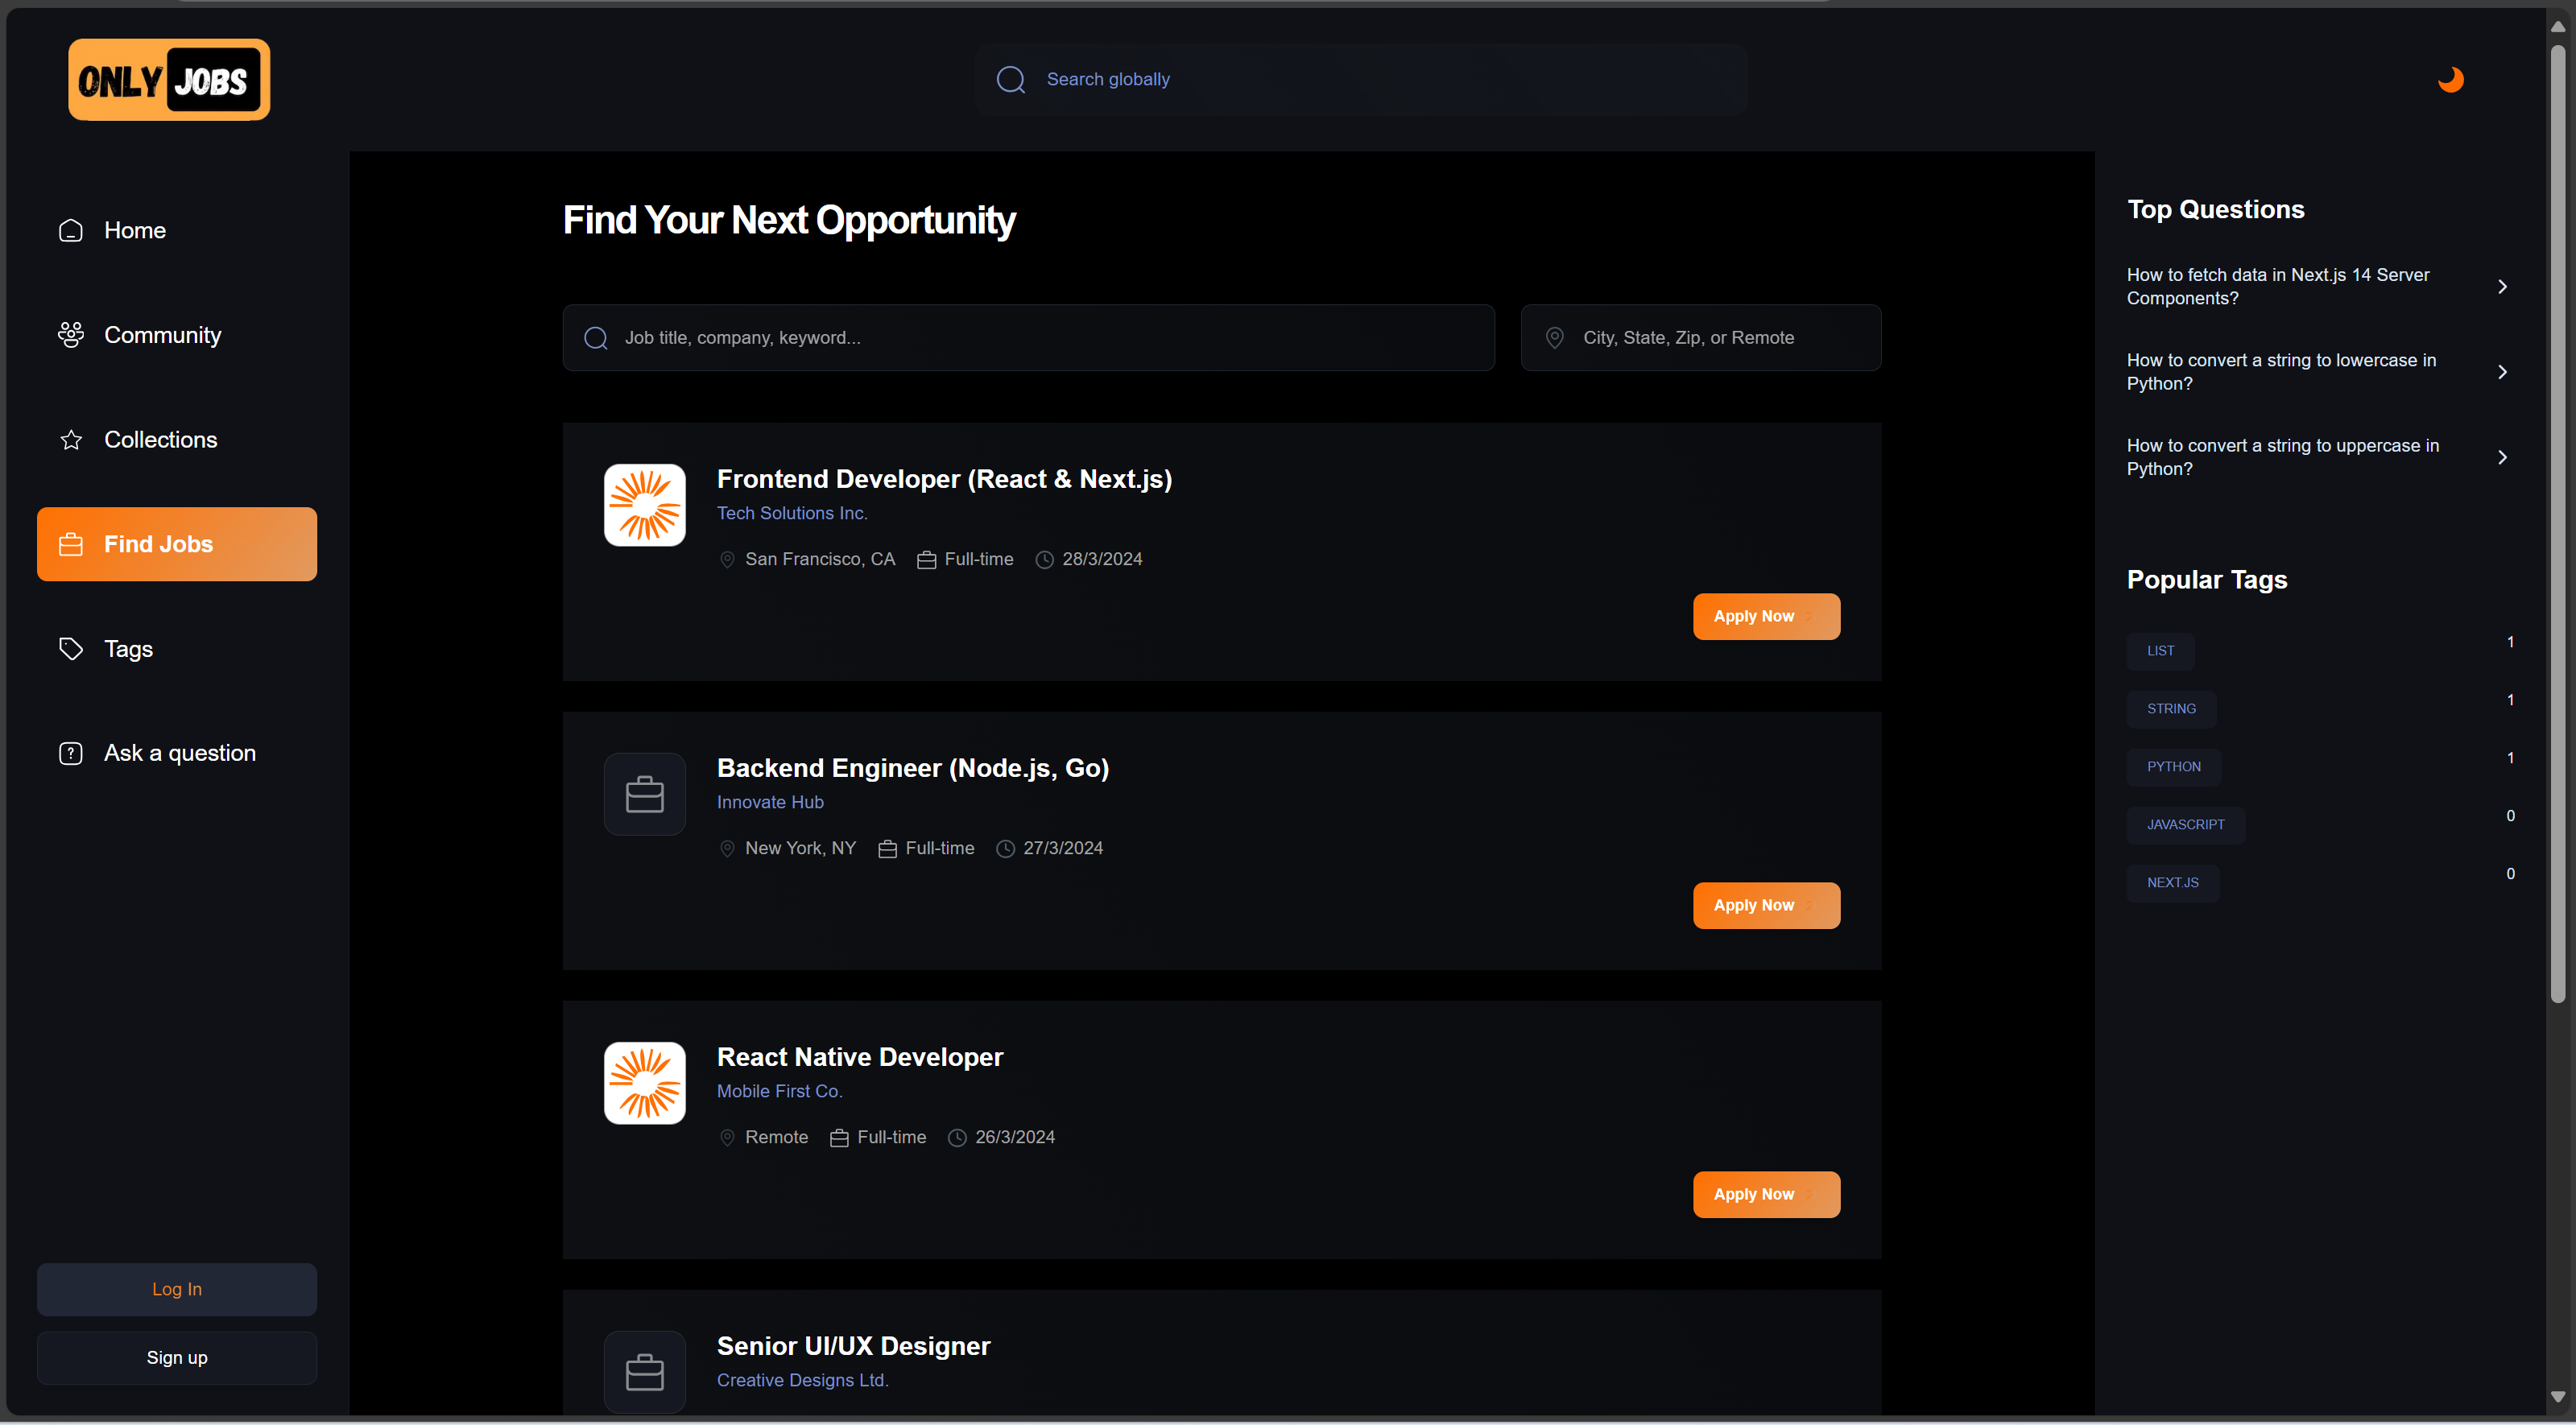 ONLY JOBS
Search globally
Home
Community
Collections
Find Jobs
Tags
Ask a question
Log In
Sign up
Find Your Next Opportunity
Job title, company, keyword...
City, State, Zip, or Remote
Frontend Developer (React & Next.js)
Tech Solutions Inc.
San Francisco, CA Full-time 28/3/2024
Apply Now
Backend Engineer (Node.js, Go)
Innovate Hub
New York, NY Full-time 27/3/2024
Apply Now
React Native Developer
Mobile First Co.
Remote Full-time 26/3/2024
Apply Now
Senior UI/UX Designer
Creative Designs Ltd.
Top Questions
How to fetch data in Next.js 14 Server
Components?
How to convert a string to lowercase in
Python?
How to convert a string to uppercase in
Python?
Popular Tags
LIST 1
STRING 1
PYTHON 1
JAVASCRIPT 0
NEXT.JS 0